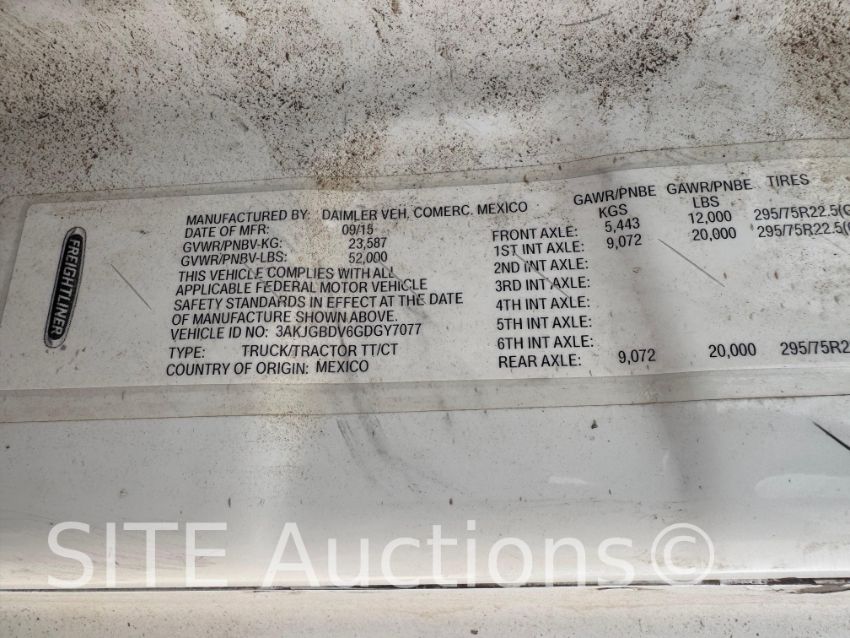 FREIGHTLINER
MANUFACTURED BY: DAIMLER VEH. COMERC. MEXICO
DATE OF MFR: 09/15
GVWR/PNBV-KG: 23,587
GVWR/PNBV-LBS: 52,000
THIS VEHICLE COMPLIES WITH ALL
APPLICABLE FEDERAL MOTOR VEHICLE
SAFETY STANDARDS IN EFFECT AT THE DATE
OF MANUFACTURE SHOWN ABOVE.
VEHICLE ID NO: 3AKJGBDV6GDGY7077
TYPE: TRUCK/TRACTOR TT/CT
COUNTRY OF ORIGIN: MEXICO
GAWR/PNBE GAWR/PNBE TIRES
KGS LBS
FRONT AXLE: 5,443 12,000 295/75R22.5(G
1ST INT AXLE: 9,072 20,000 295/75R22.5(G
2ND INT AXLE:
3RD INT AXLE:
4TH INT AXLE:
5TH INT AXLE:
6TH INT AXLE:
REAR AXLE: 9,072 20,000 295/75R2
SITE Auctions©